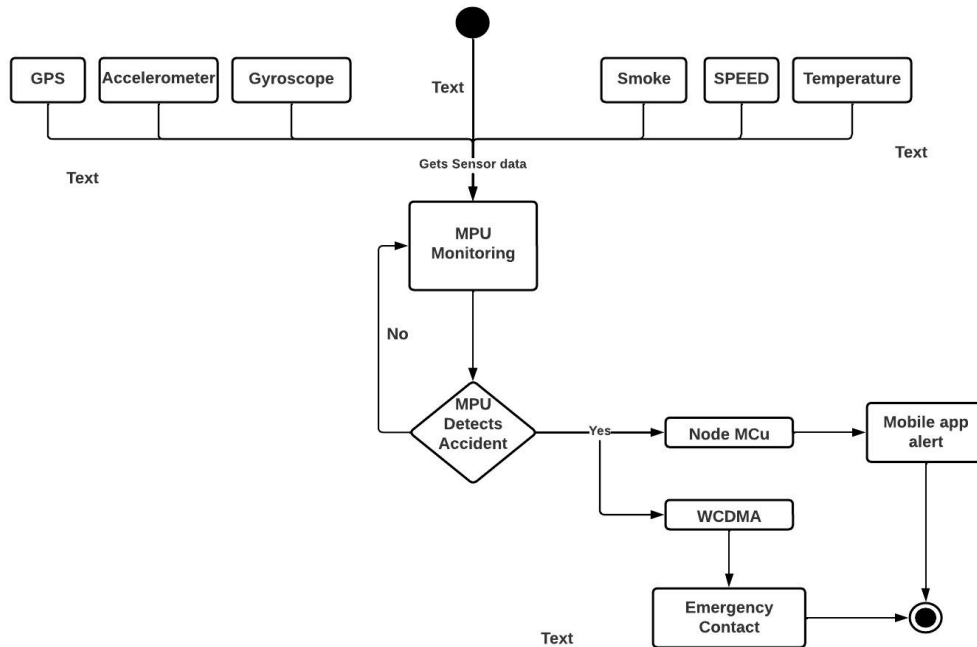 GPS
Accelerometer
Gyroscope
Text
Smoke
SPEED
Temperature
Text
Text
Gets Sensor data
MPU
Monitoring
No
MPU
Detects
Accident
Yes
Node MCu
Mobile app
alert
WCDMA
Emergency
Contact
Text